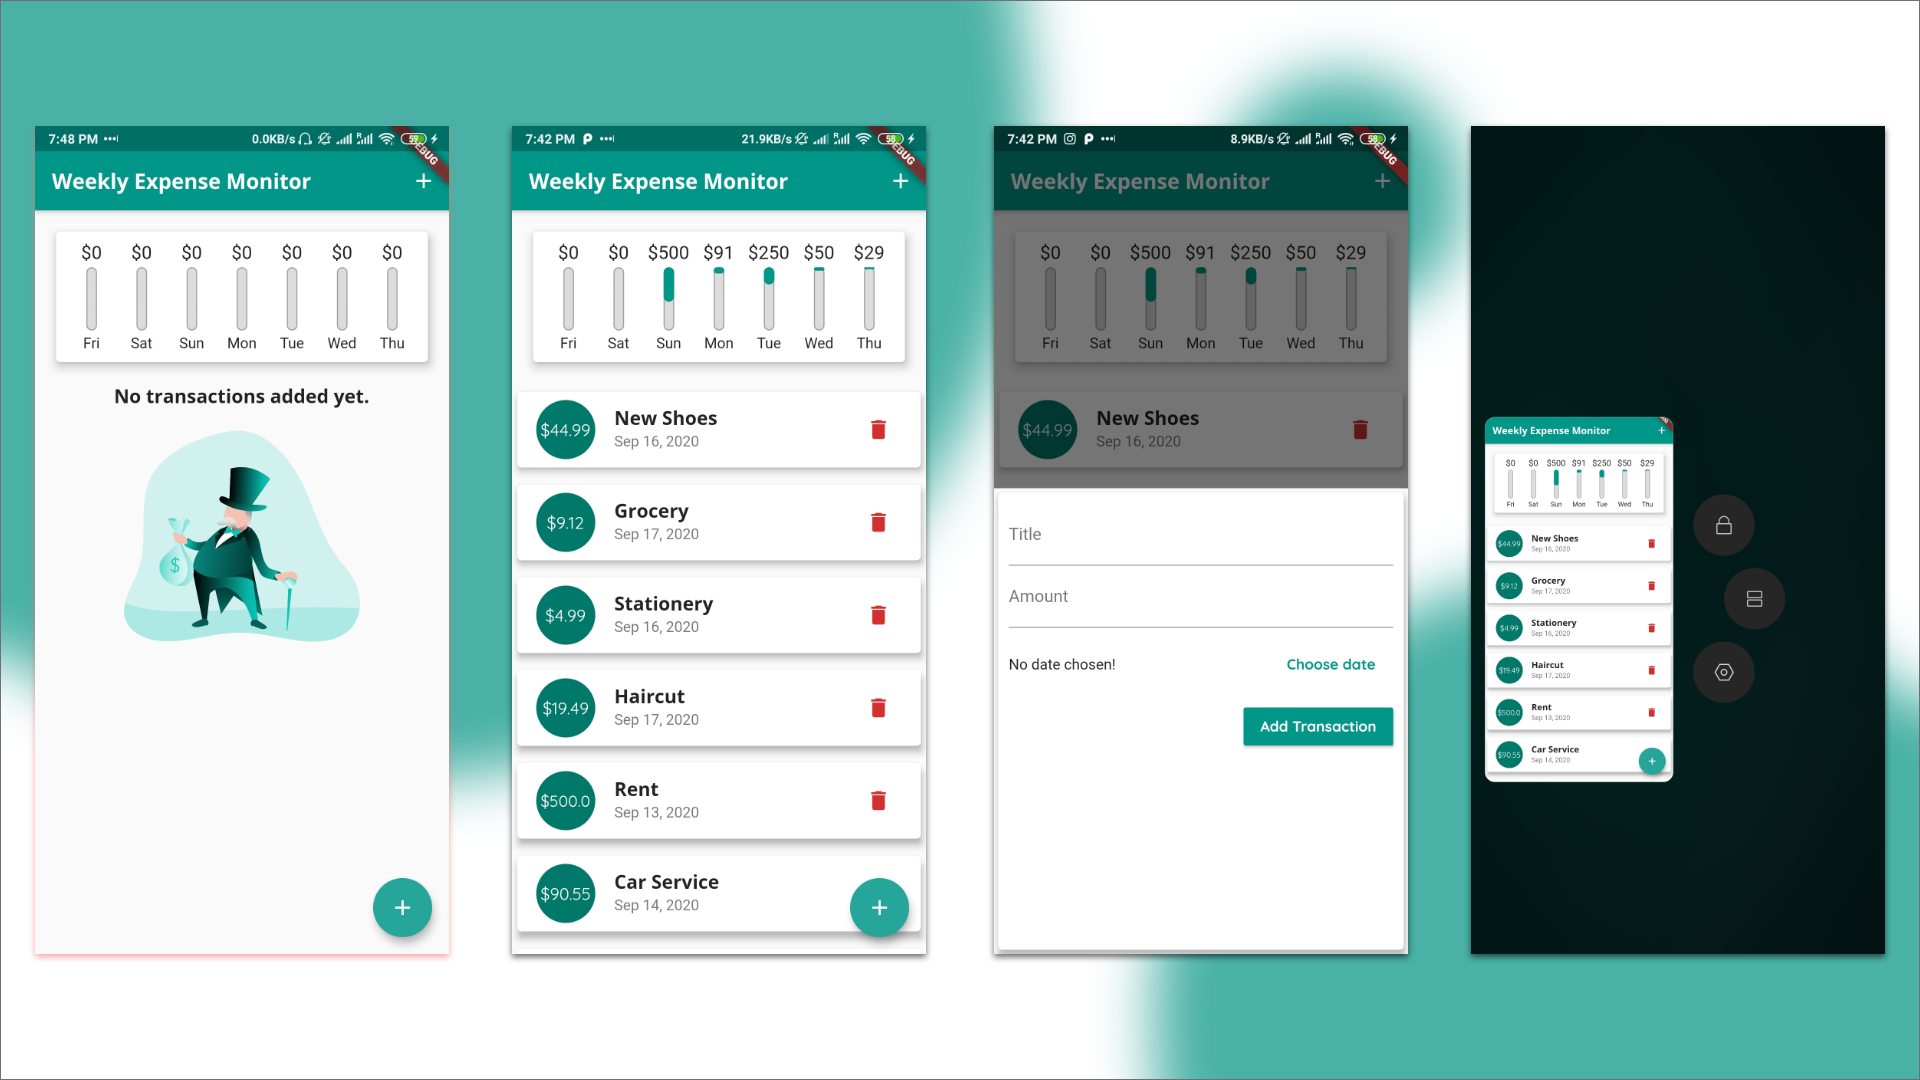 7:48 PM 0.0KB/s 59
DEBUG
Weekly Expense Monitor +
$0 $0 $0 $0 $0 $0 $0
Fri Sat Sun Mon Tue Wed Thu
No transactions added yet.
$
+
7:42 PM 21.9KB/s 58
DEBUG
Weekly Expense Monitor +
$0 $0 $500 $91 $250 $50 $29
Fri Sat Sun Mon Tue Wed Thu
$44.99 New Shoes
Sep 16, 2020
$9.12 Grocery
Sep 17, 2020
$4.99 Stationery
Sep 16, 2020
$19.49 Haircut
Sep 17, 2020
$500.0 Rent
Sep 13, 2020
$90.55 Car Service
Sep 14, 2020
+
7:42 PM 8.9KB/s 58
DEBUG
Weekly Expense Monitor +
$0 $0 $500 $91 $250 $50 $29
Fri Sat Sun Mon Tue Wed Thu
$44.99 New Shoes
Sep 16, 2020
Title
Amount
No date chosen! Choose date
Add Transaction
Weekly Expense Monitor +
$0 $0 $500 $91 $250 $50 $29
Fri Sat Sun Mon Tue Wed Thu
$44.99 New Shoes
Sep 16, 2020
$9.12 Grocery
Sep 17, 2020
$4.99 Stationery
Sep 16, 2020
$19.49 Haircut
Sep 17, 2020
$500.0 Rent
Sep 13, 2020
$90.55 Car Service
Sep 14, 2020
+